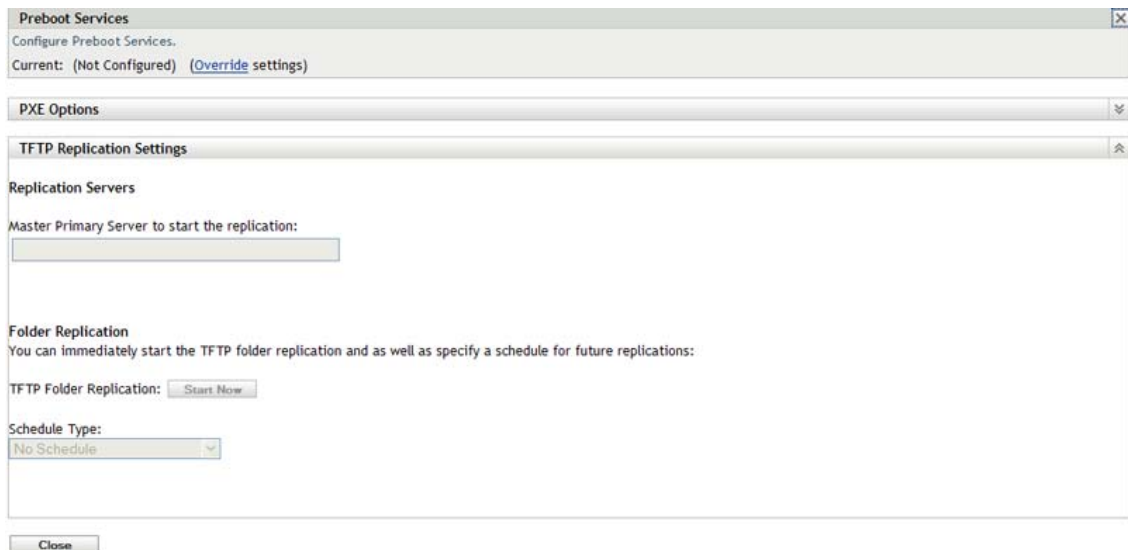 Preboot Services
Configure Preboot Services.
Current: (Not Configured) (Override settings)
PXE Options
TFTP Replication Settings
Replication Servers
Master Primary Server to start the replication:
Folder Replication
You can immediately start the TFTP folder replication and as well as specify a schedule for future replications:
TFTP Folder Replication: Start Now
Schedule Type:
No Schedule
Close